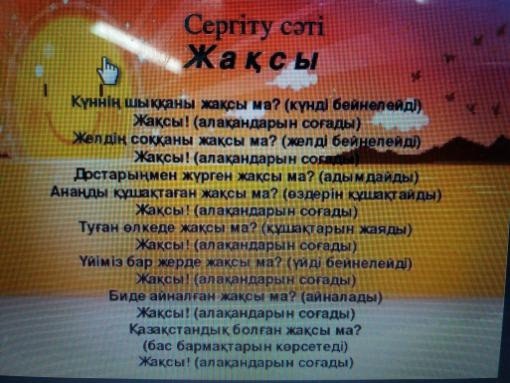 Сергіту сәті
Жақсы
Күннің шыққаны жақсы ма? (күнді бейнелейді)
Жақсы! (алақандарын соғады)
Желдің соққаны жақсы ма? (желді бейнелейді)
Жақсы! (алақандарын соғады)
Достарыңмен жүрген жақсы ма? (адымдайды)
Анаңды құшақтаған жақсы ма? (өздерін құшақтайды)
Жақсы! (алақандарын соғады)
Туған өлкеде жақсы ма? (құшақтарын жаяды)
Жақсы! (алақандарын соғады)
Үйіміз бар жерде жақсы ма? (үйді бейнелейді)
Жақсы! (алақандарын соғады)
Биде айналған жақсы ма? (айналады)
Жақсы! (алақандарын соғады)
Қазақстандық болған жақсы ма?
(бас бармақтарын көрсетеді)
Жақсы! (алақандарын соғады)